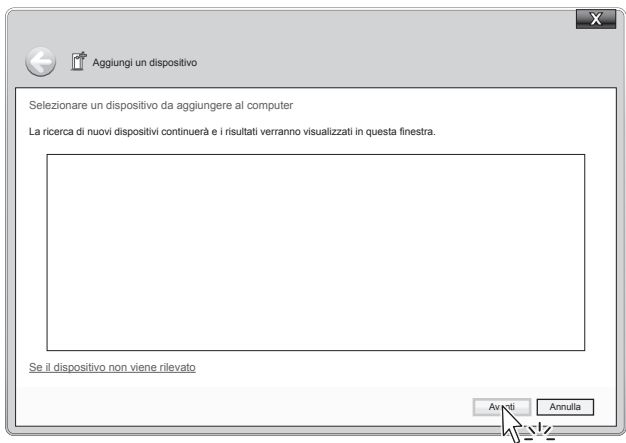 X
Aggiungi un dispositivo
Selezionare un dispositivo da aggiungere al computer
La ricerca di nuovi dispositivi continuerà e i risultati verranno visualizzati in questa finestra.
Se il dispositivo non viene rilevato
Avanti Annulla